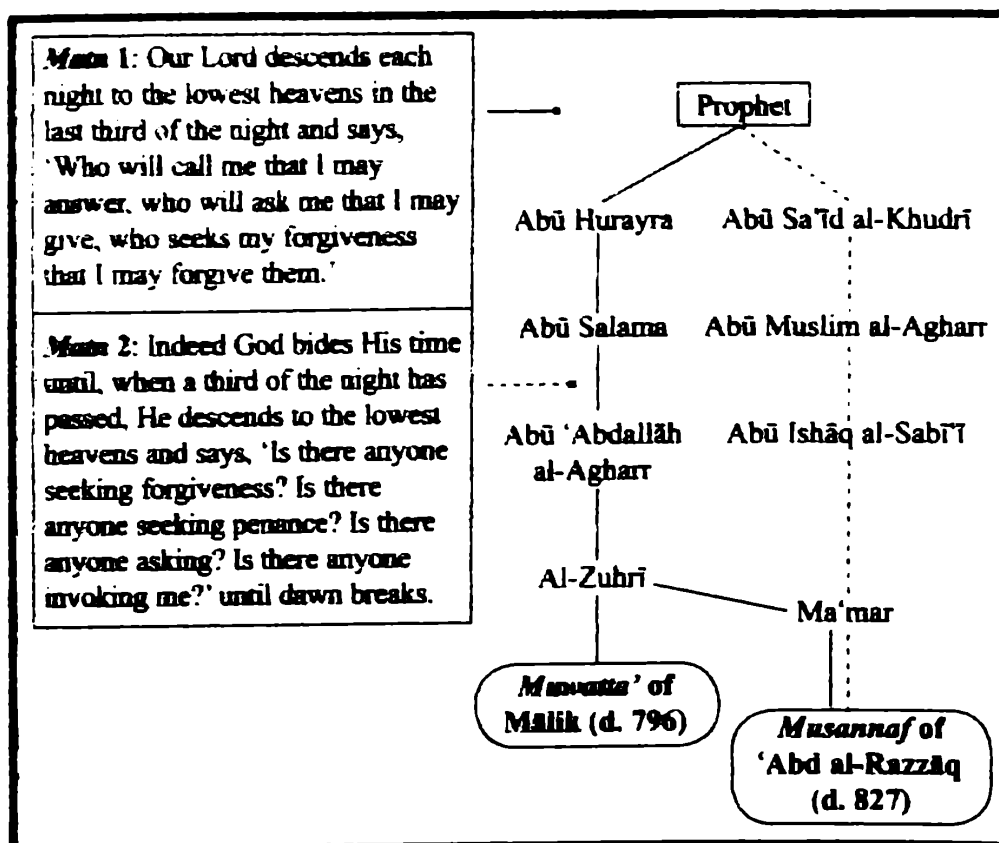 Matn 1: Our Lord descends each
night to the lowest heavens in the
last third of the night and says,
‘Who will call me that I may
answer, who will ask me that I may
give, who seeks my forgiveness
that I may forgive them.’
Matn 2: Indeed God bides His time
until, when a third of the night has
passed, He descends to the lowest
heavens and says, ‘Is there anyone
seeking forgiveness? Is there
anyone seeking penance? Is there
anyone asking? Is there anyone
invoking me?’ until dawn breaks.
Prophet
Abū Hurayra
Abū Sa‘īd al-Khudrī
Abū Salama
Abū Muslim al-Agharr
Abū ‘Abdallāh
al-Agharr
Abū Ishāq al-Sabī‘ī
Al-Zuhrī
Ma‘mar
Muwatta’ of
Mālik (d. 796)
Musannaf of
‘Abd al-Razzāq
(d. 827)